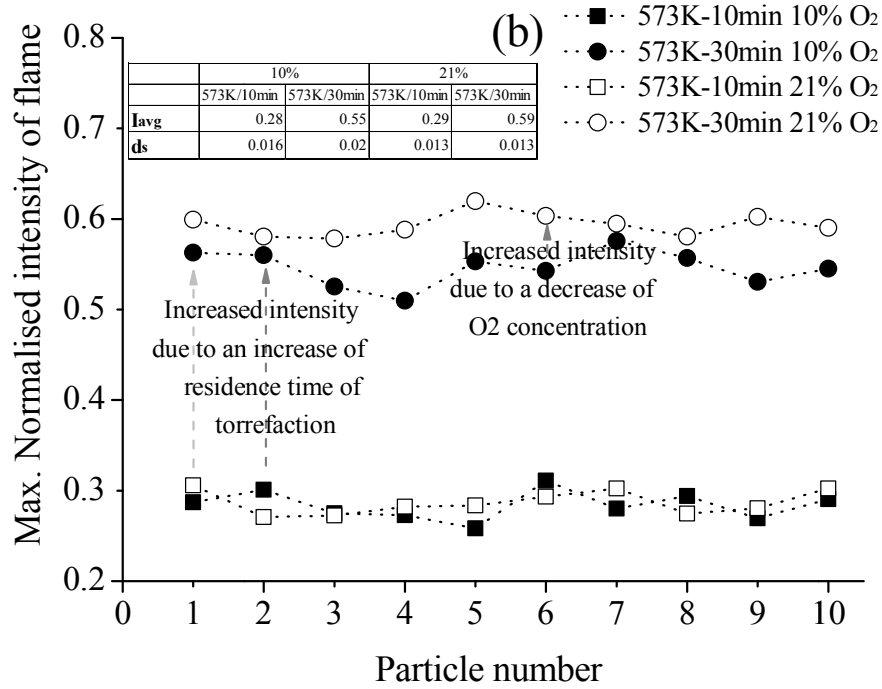 (b)
573K-10min 10% O2
573K-30min 10% O2
573K-10min 21% O2
573K-30min 21% O2
10% 21%
573K/10min 573K/30min 573K/10min 573K/30min
Iavg 0.28 0.55 0.29 0.59
ds 0.016 0.02 0.013 0.013
Max. Normalised intensity of flame
0.8
0.7
0.6
0.5
0.4
0.3
0.2
Increased intensity
due to an increase of
residence time of
torrefaction
Increased intensity
due to a decrease of
O2 concentration
0 1 2 3 4 5 6 7 8 9 10
Particle number